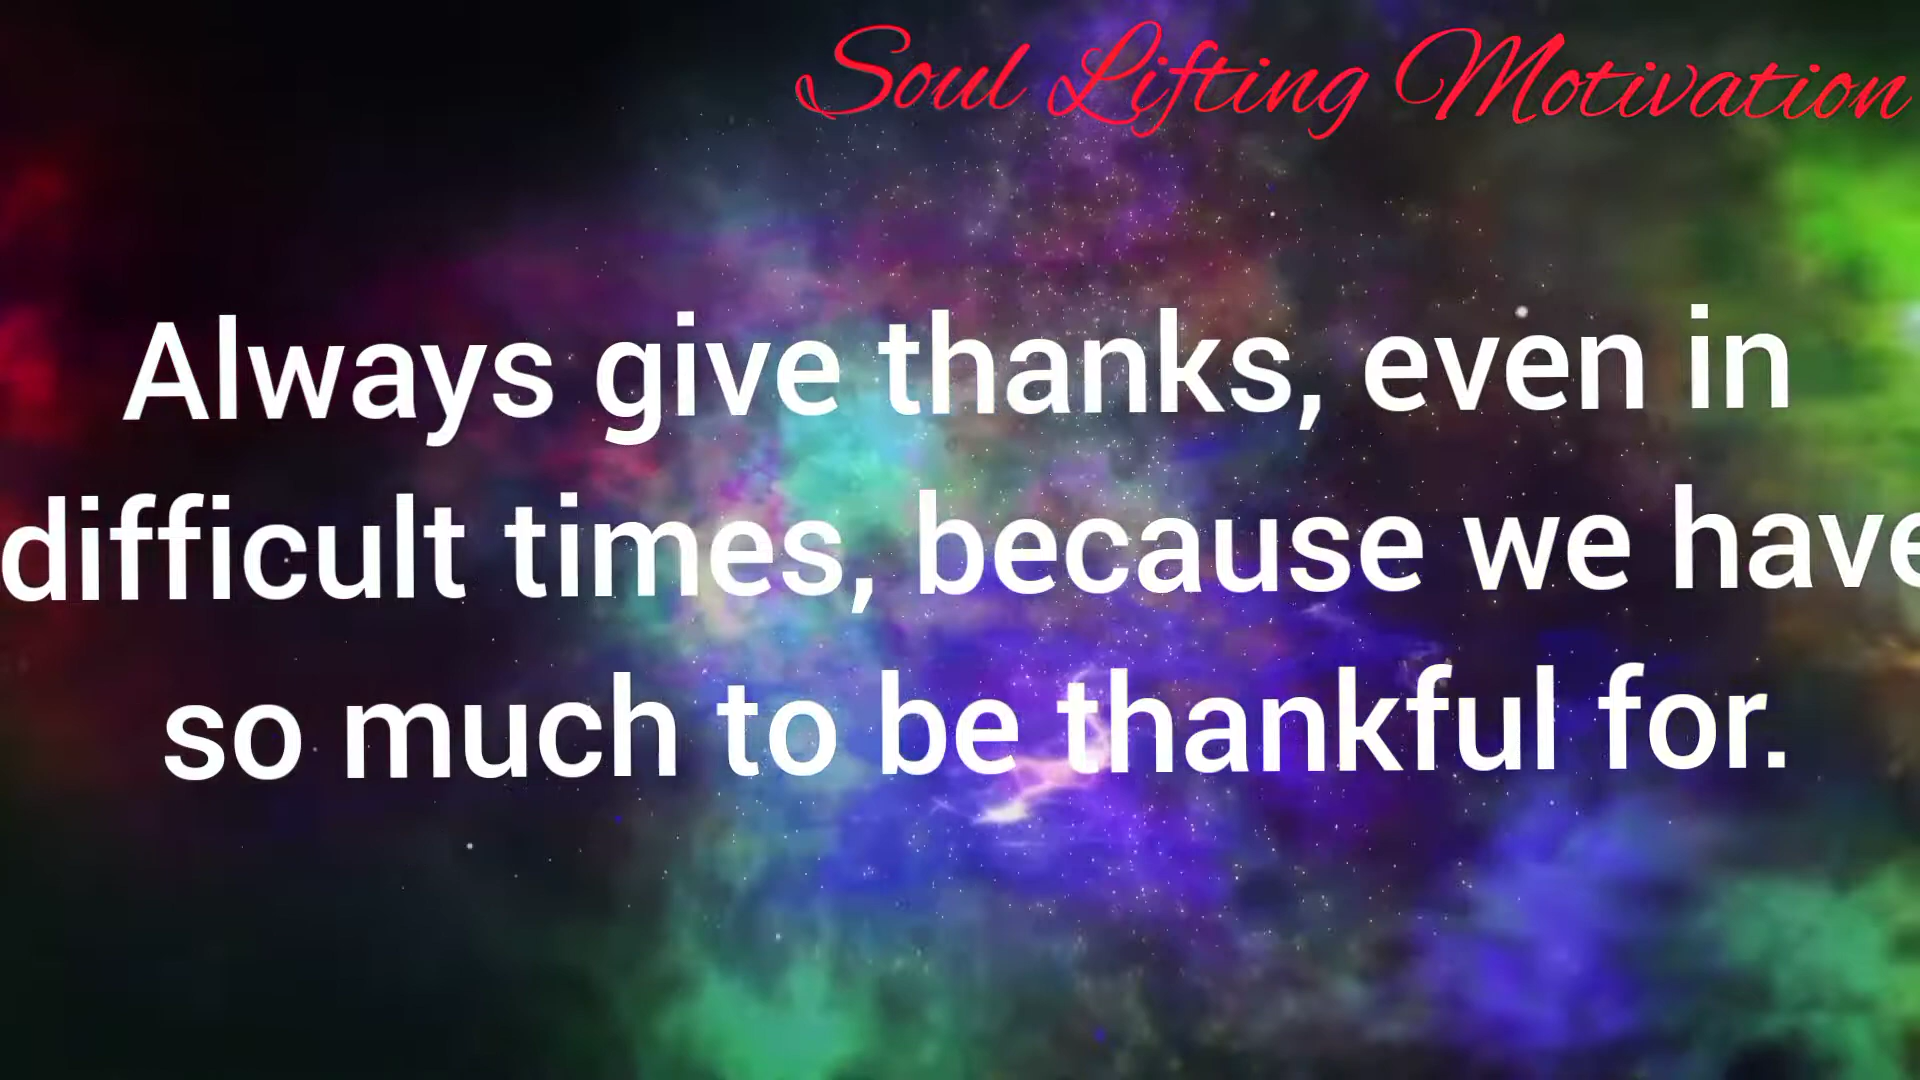 Soul Lifting Motivation
Always give thanks, even in
difficult times, because we have
so much to be thankful for.